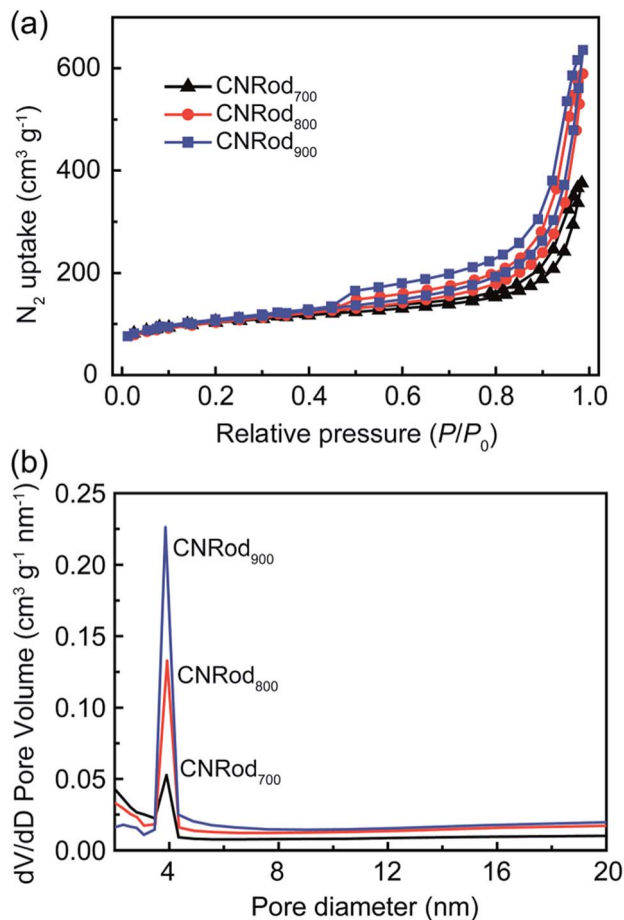 (a)
N₂ uptake (cm³ g⁻¹)
600
400
200
0
CNRod₇₀₀
CNRod₈₀₀
CNRod₉₀₀
0.0 0.2 0.4 0.6 0.8 1.0
Relative pressure (P/P₀)
(b)
dV/dD Pore Volume (cm³ g⁻¹ nm⁻¹)
0.25
0.20
0.15
0.10
0.05
0.00
CNRod₉₀₀
CNRod₈₀₀
CNRod₇₀₀
4 8 12 16 20
Pore diameter (nm)